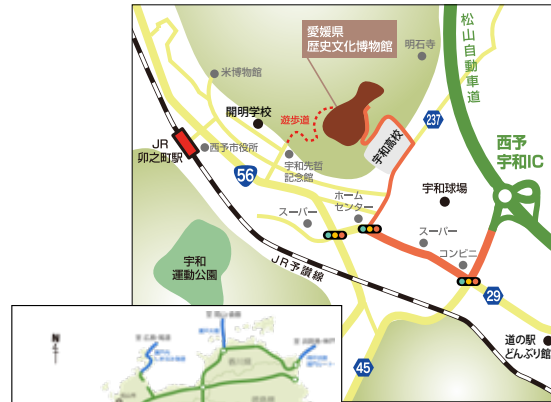 愛媛県
歴史文化博物館
明石寺
松山自動車道
米博物館
開明学校
遊歩道
237
宇和高校
西予
宇和IC
JR
卯之町駅
西予市役所
宇和先哲
記念館
56
ホーム
センター
宇和球場
スーパー
スーパー
コンビニ
宇和
運動公園
JR予讃線
29
道の駅
どんぶり館
45
N